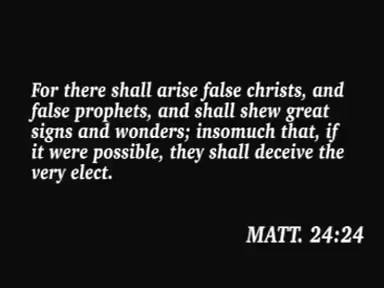 For there shall arise false christs, and
false prophets, and shall shew great
signs and wonders; insomuch that, if
it were possible, they shall deceive the
very elect.
MATT. 24:24